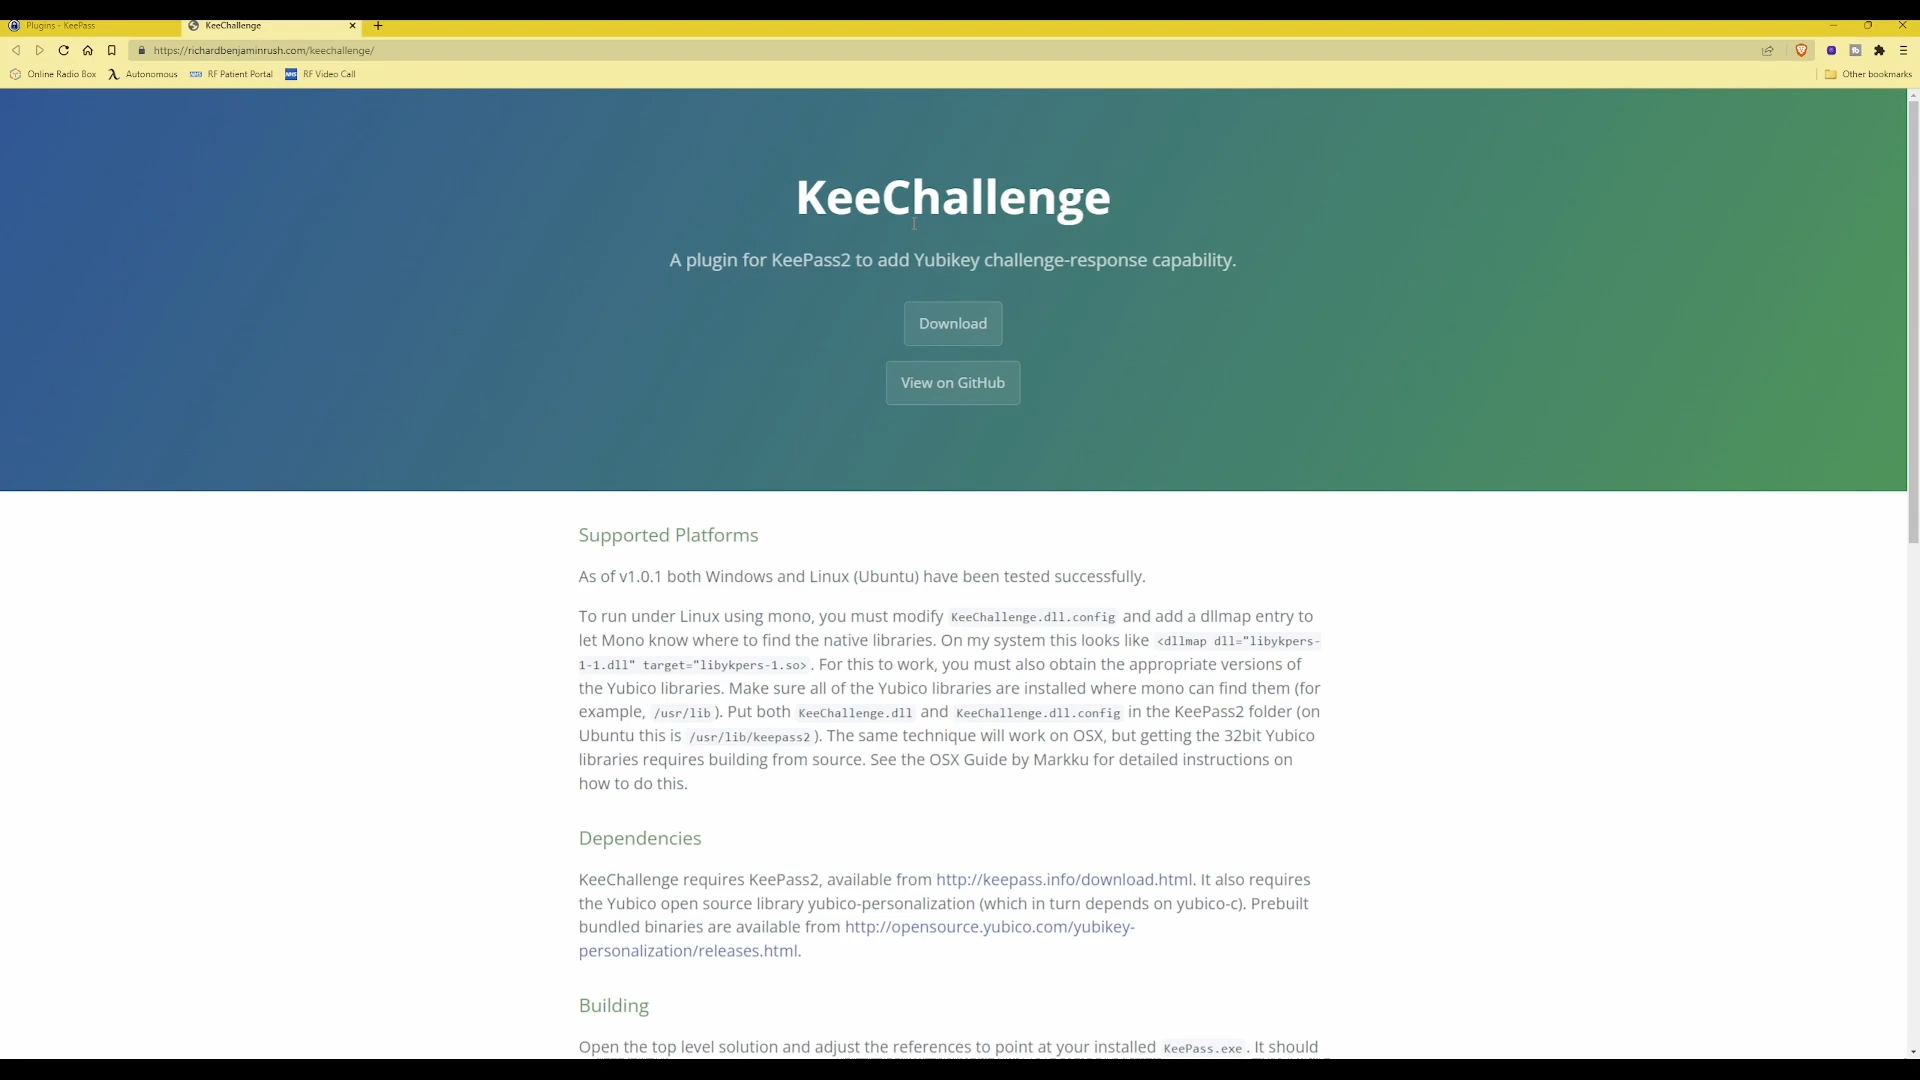 Plugins - KeePass
KeeChallenge
https://richardbenjaminrush.com/keechallenge/
Online Radio Box
Autonomous
NHS
RF Patient Portal
NHS
RF Video Call
Other bookmarks
KeeChallenge
A plugin for KeePass2 to add Yubikey challenge-response capability.
Download
View on GitHub
Supported Platforms
As of v1.0.1 both Windows and Linux (Ubuntu) have been tested successfully.
To run under Linux using mono, you must modify KeeChallenge.dll.config and add a dllmap entry to
let Mono know where to find the native libraries. On my system this looks like <dllmap dll="libykpers-
1-1.dll" target="libykpers-1.so>. For this to work, you must also obtain the appropriate versions of
the Yubico libraries. Make sure all of the Yubico libraries are installed where mono can find them (for
example, /usr/lib). Put both KeeChallenge.dll and KeeChallenge.dll.config in the KeePass2 folder (on
Ubuntu this is /usr/lib/keepass2). The same technique will work on OSX, but getting the 32bit Yubico
libraries requires building from source. See the OSX Guide by Markku for detailed instructions on
how to do this.
Dependencies
KeeChallenge requires KeePass2, available from http://keepass.info/download.html. It also requires
the Yubico open source library yubico-personalization (which in turn depends on yubico-c). Prebuilt
bundled binaries are available from http://opensource.yubico.com/yubikey-
personalization/releases.html.
Building
Open the top level solution and adjust the references to point at your installed KeePass.exe. It should